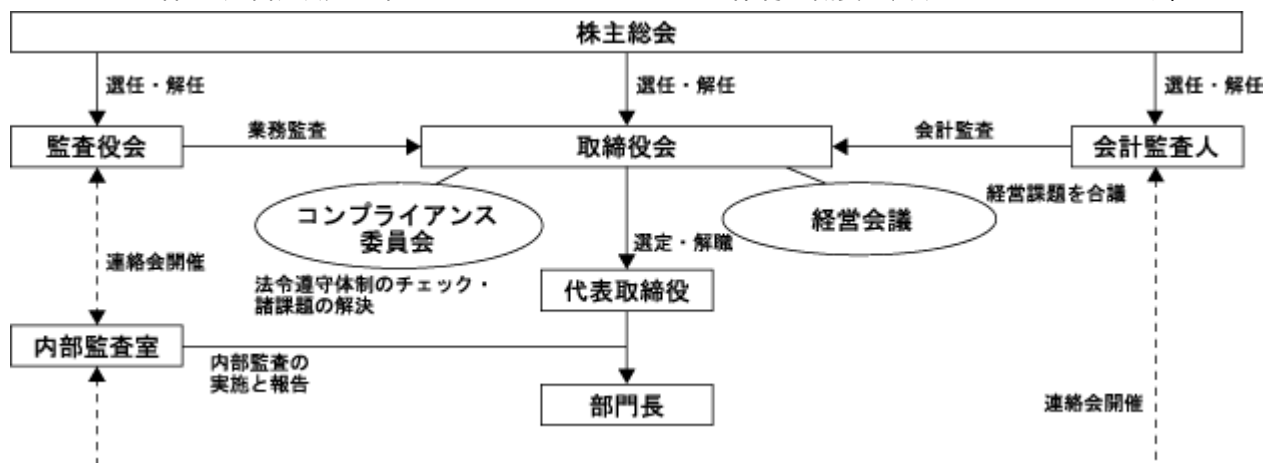 株主総会
選任・解任
選任・解任
選任・解任
監査役会
業務監査
取締役会
会計監査
会計監査人
コンプライアンス
委員会
経営会議
経営課題を合議
選定・解職
連絡会開催
法令遵守体制のチェック・
諸課題の解決
代表取締役
内部監査室
内部監査の
実施と報告
部門長
連絡会開催